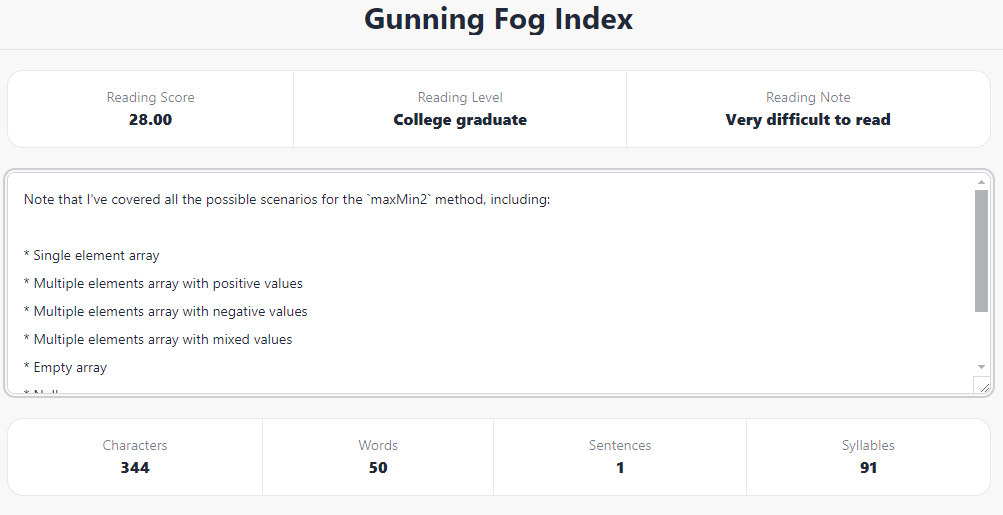 Gunning Fog Index
Reading Score
28.00
Reading Level
College graduate
Reading Note
Very difficult to read
Note that I've covered all the possible scenarios for the `maxMin2` method, including:
* Single element array
* Multiple elements array with positive values
* Multiple elements array with negative values
* Multiple elements array with mixed values
* Empty array
Characters
344
Words
50
Sentences
1
Syllables
91